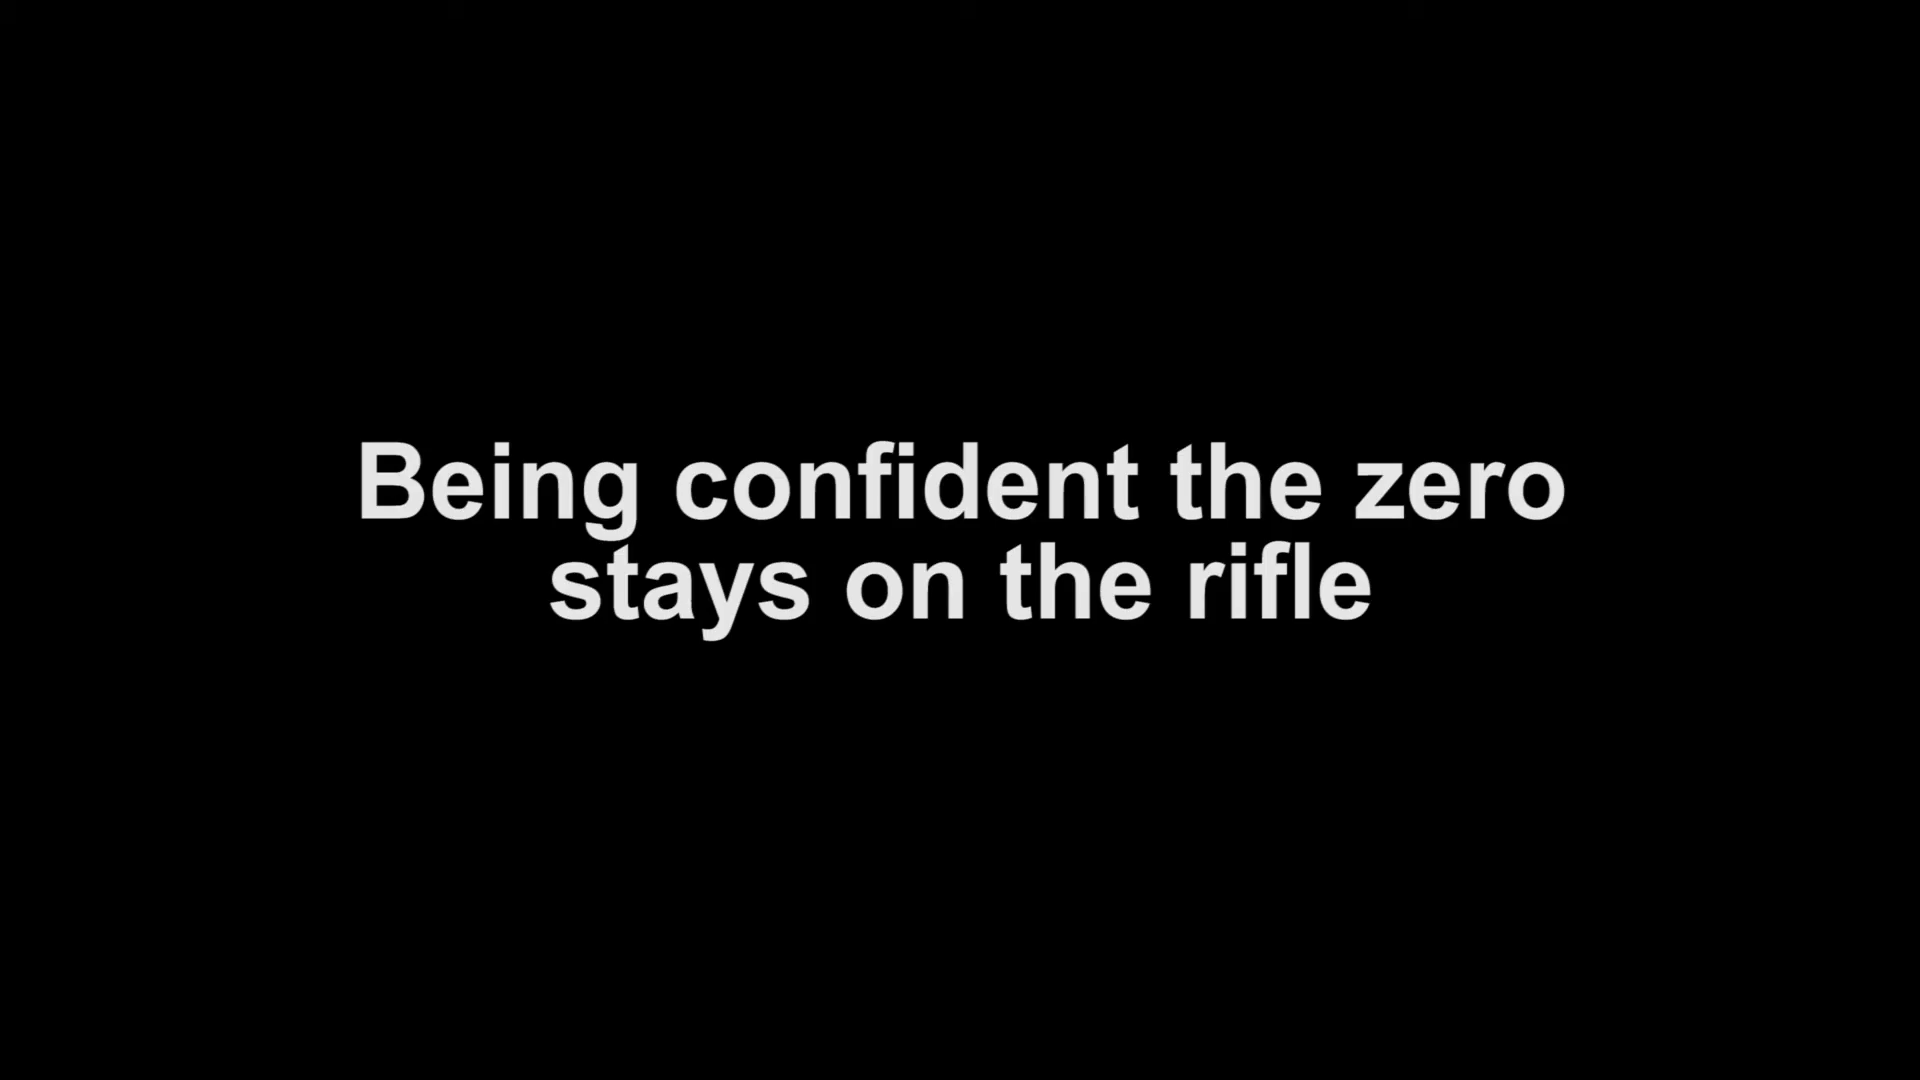 Being confident the zero
stays on the rifle